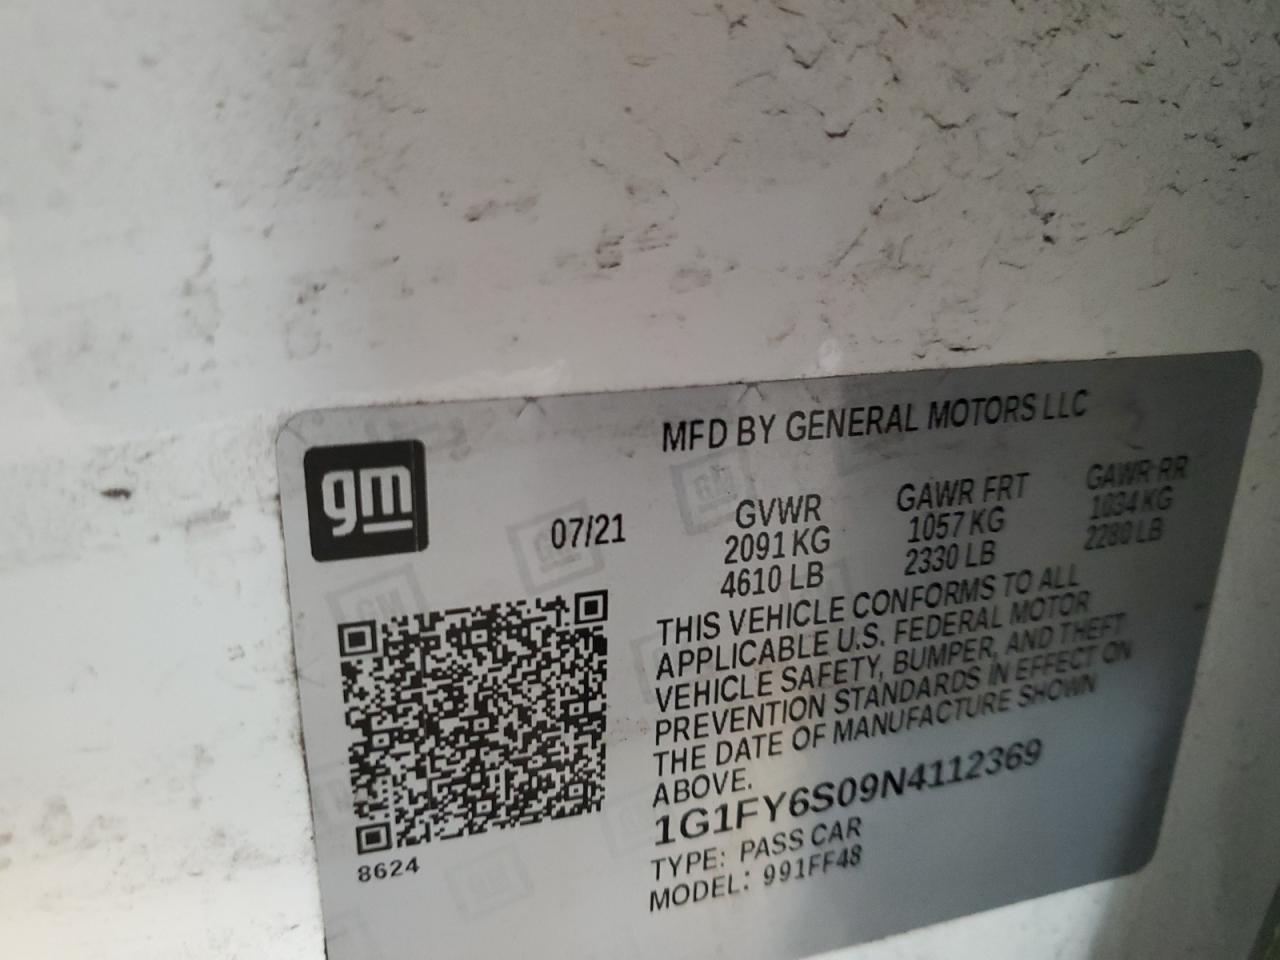 MFD BY GENERAL MOTORS LLC
gm
07/21
GVWR GAWR FRT GAWR RR
2091 KG 1057 KG 1034 KG
4610 LB 2330 LB 2280 LB
THIS VEHICLE CONFORMS TO ALL
APPLICABLE U.S. FEDERAL MOTOR
VEHICLE SAFETY, BUMPER, AND THEFT
PREVENTION STANDARDS IN EFFECT ON
THE DATE OF MANUFACTURE SHOWN
ABOVE.
1G1FY6S09N4112369
TYPE: PASS CAR
MODEL: 991FF48
8624